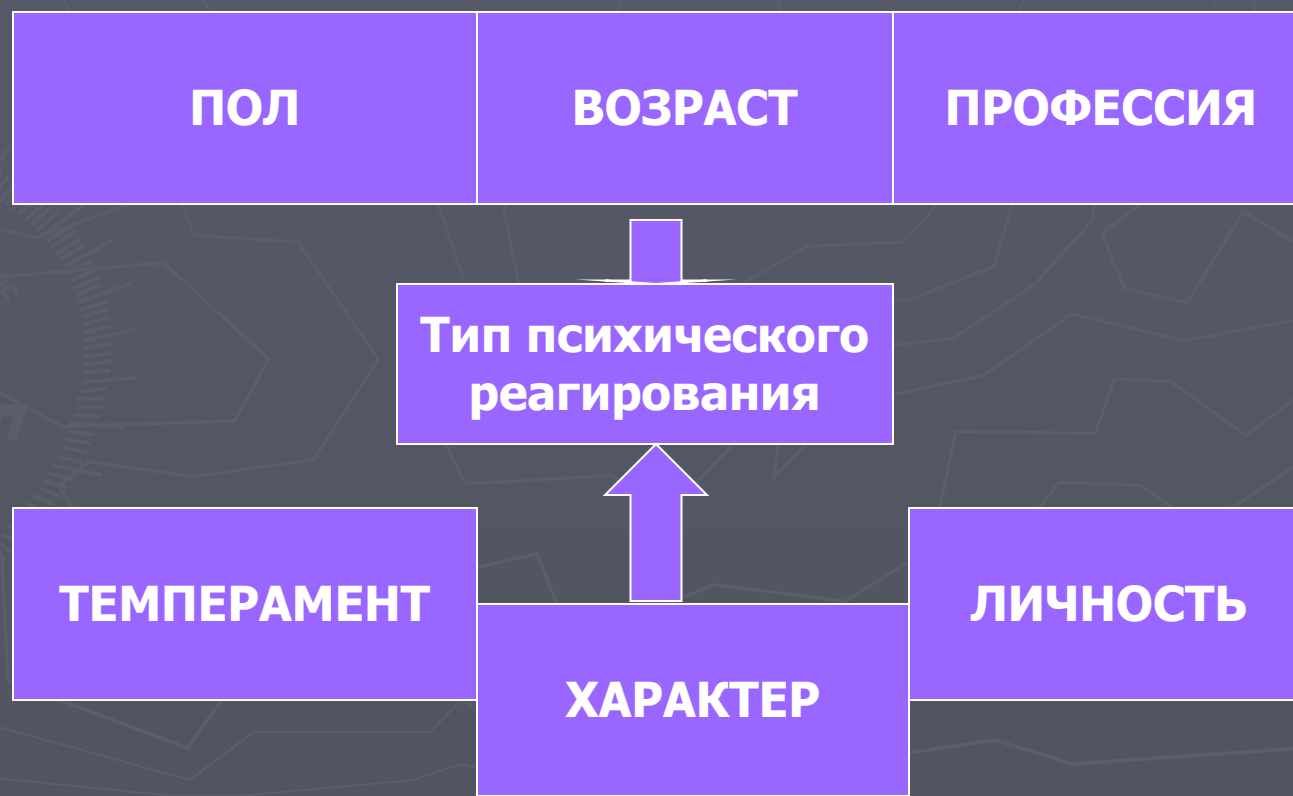 ПОЛ
ВОЗРАСТ
ПРОФЕССИЯ
Тип психического
реагирования
ТЕМПЕРАМЕНТ
ЛИЧНОСТЬ
ХАРАКТЕР